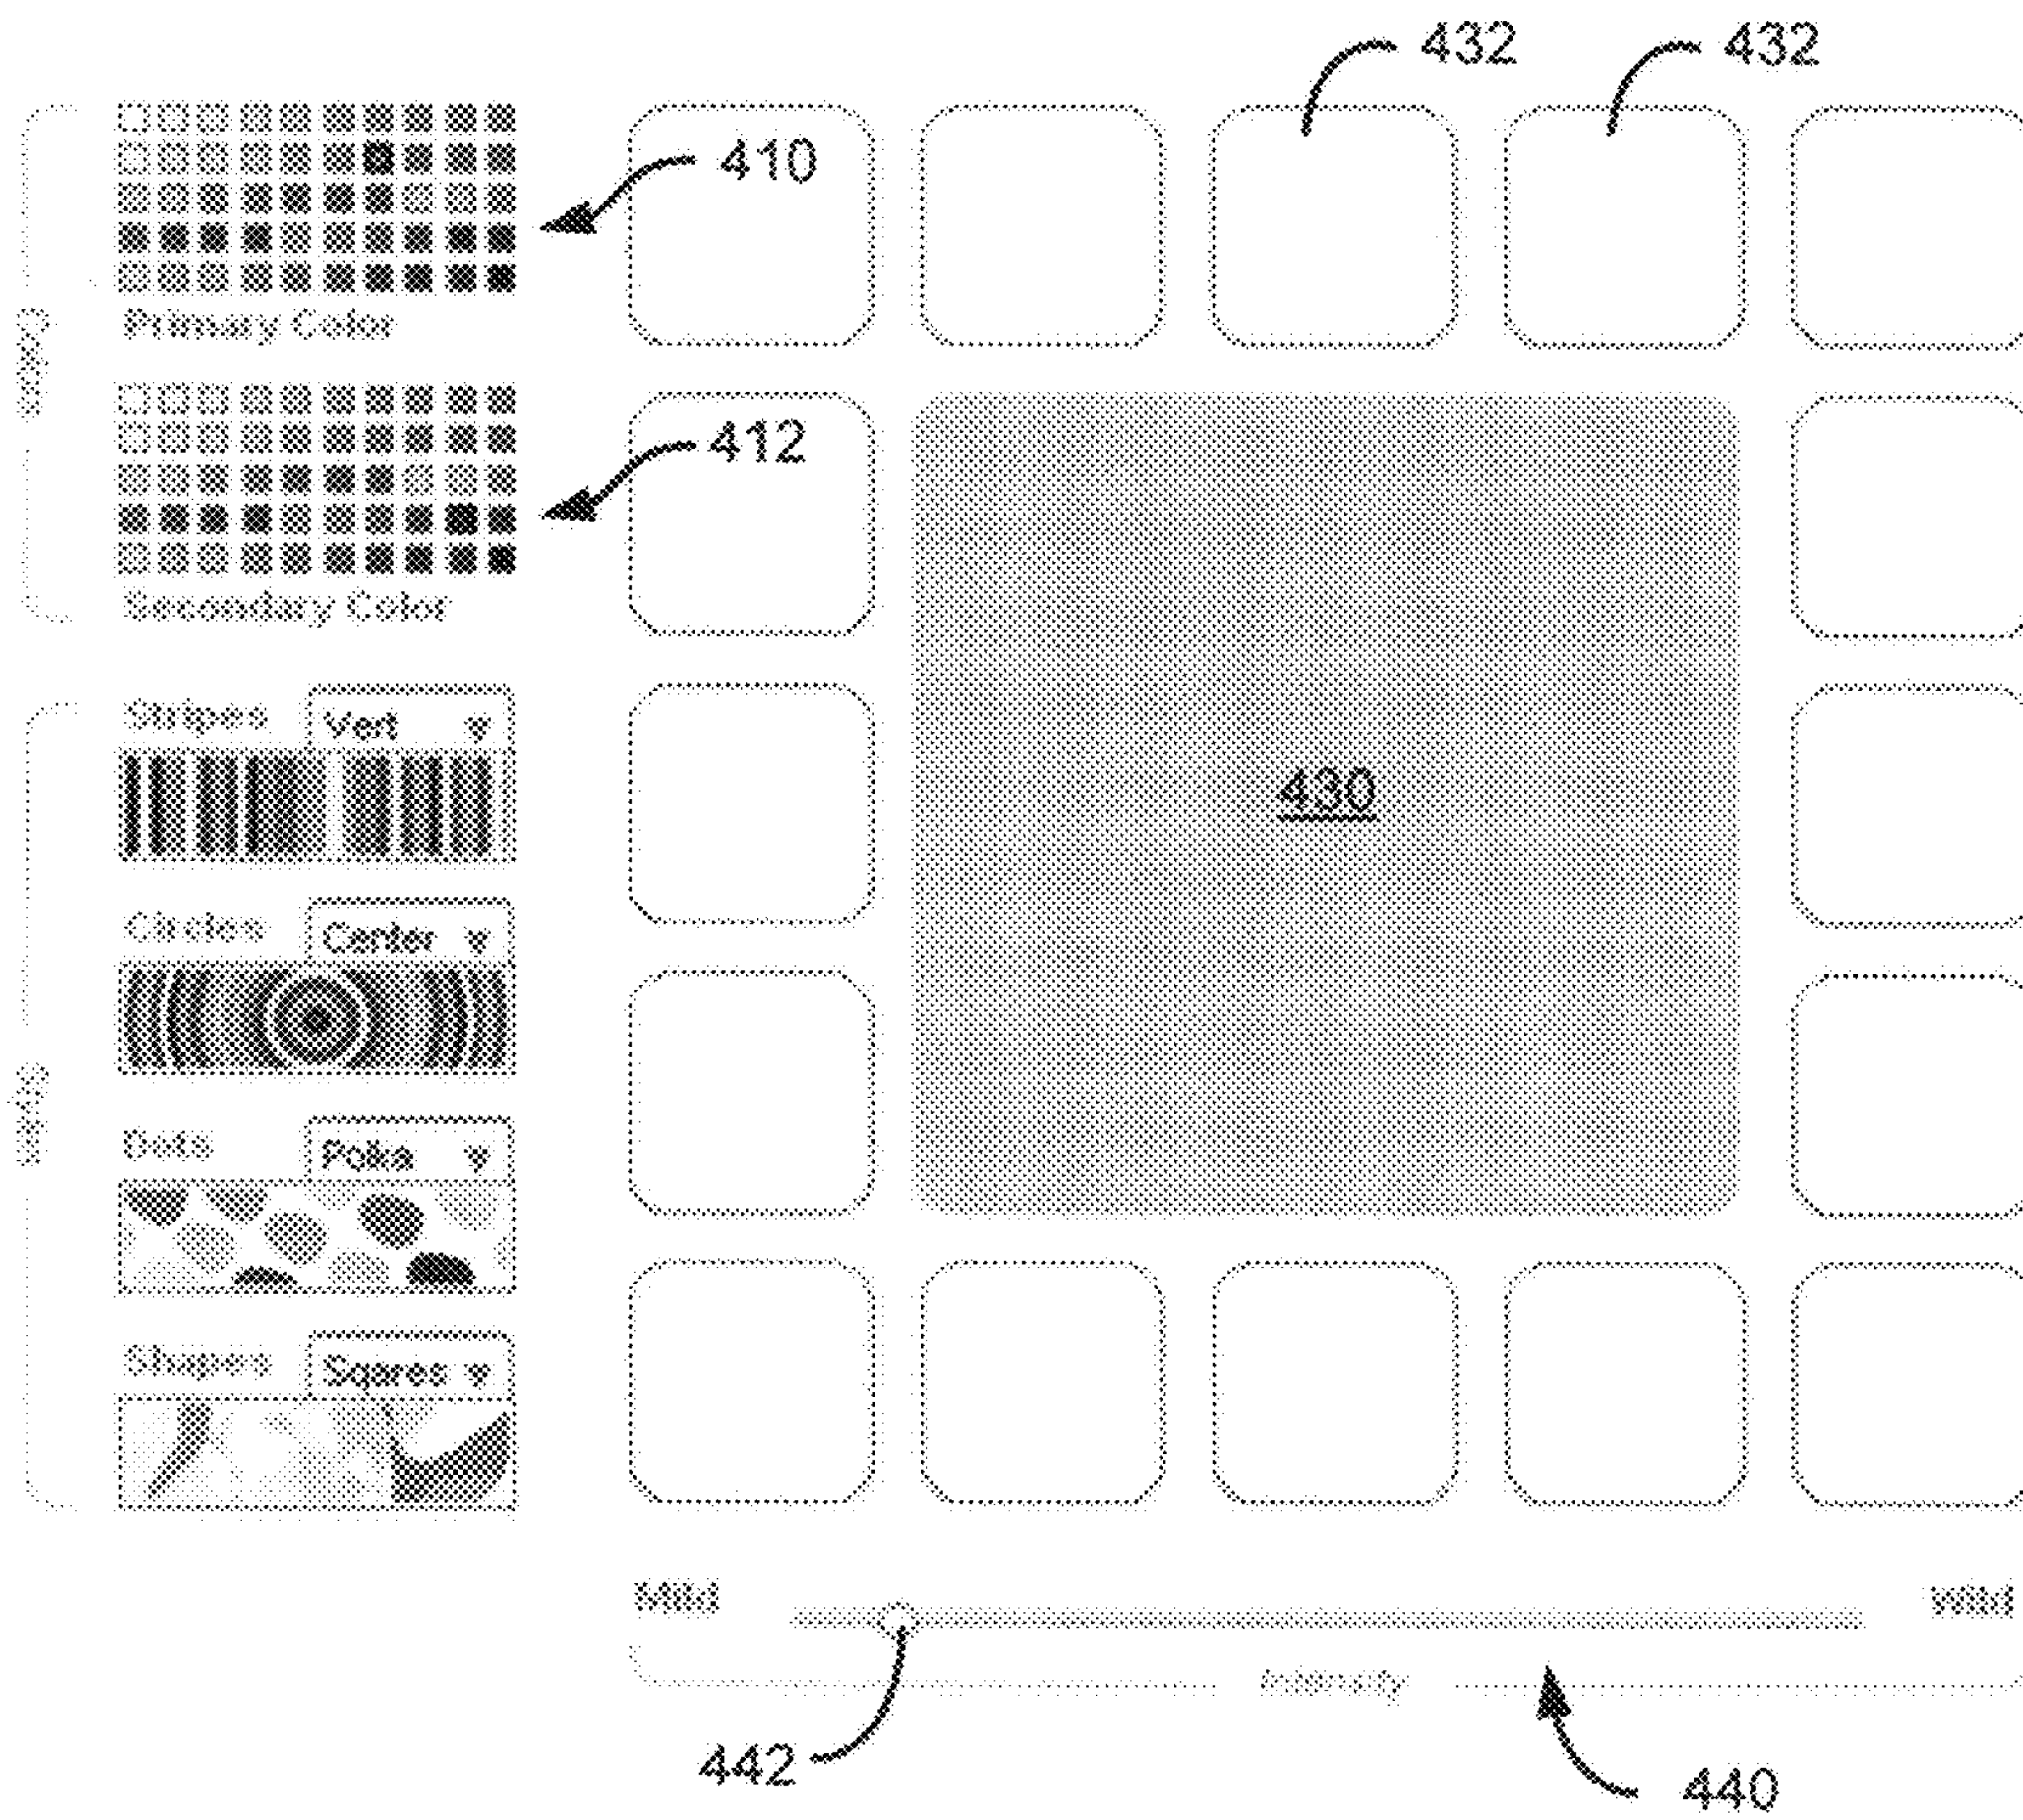 432
432
410
Primary Color
412
Secondary Color
Stripes
Vert
430
Circles
Center
Dots
Polka
Shapes
Sqares
Mild
Wild
Intensity
442
440